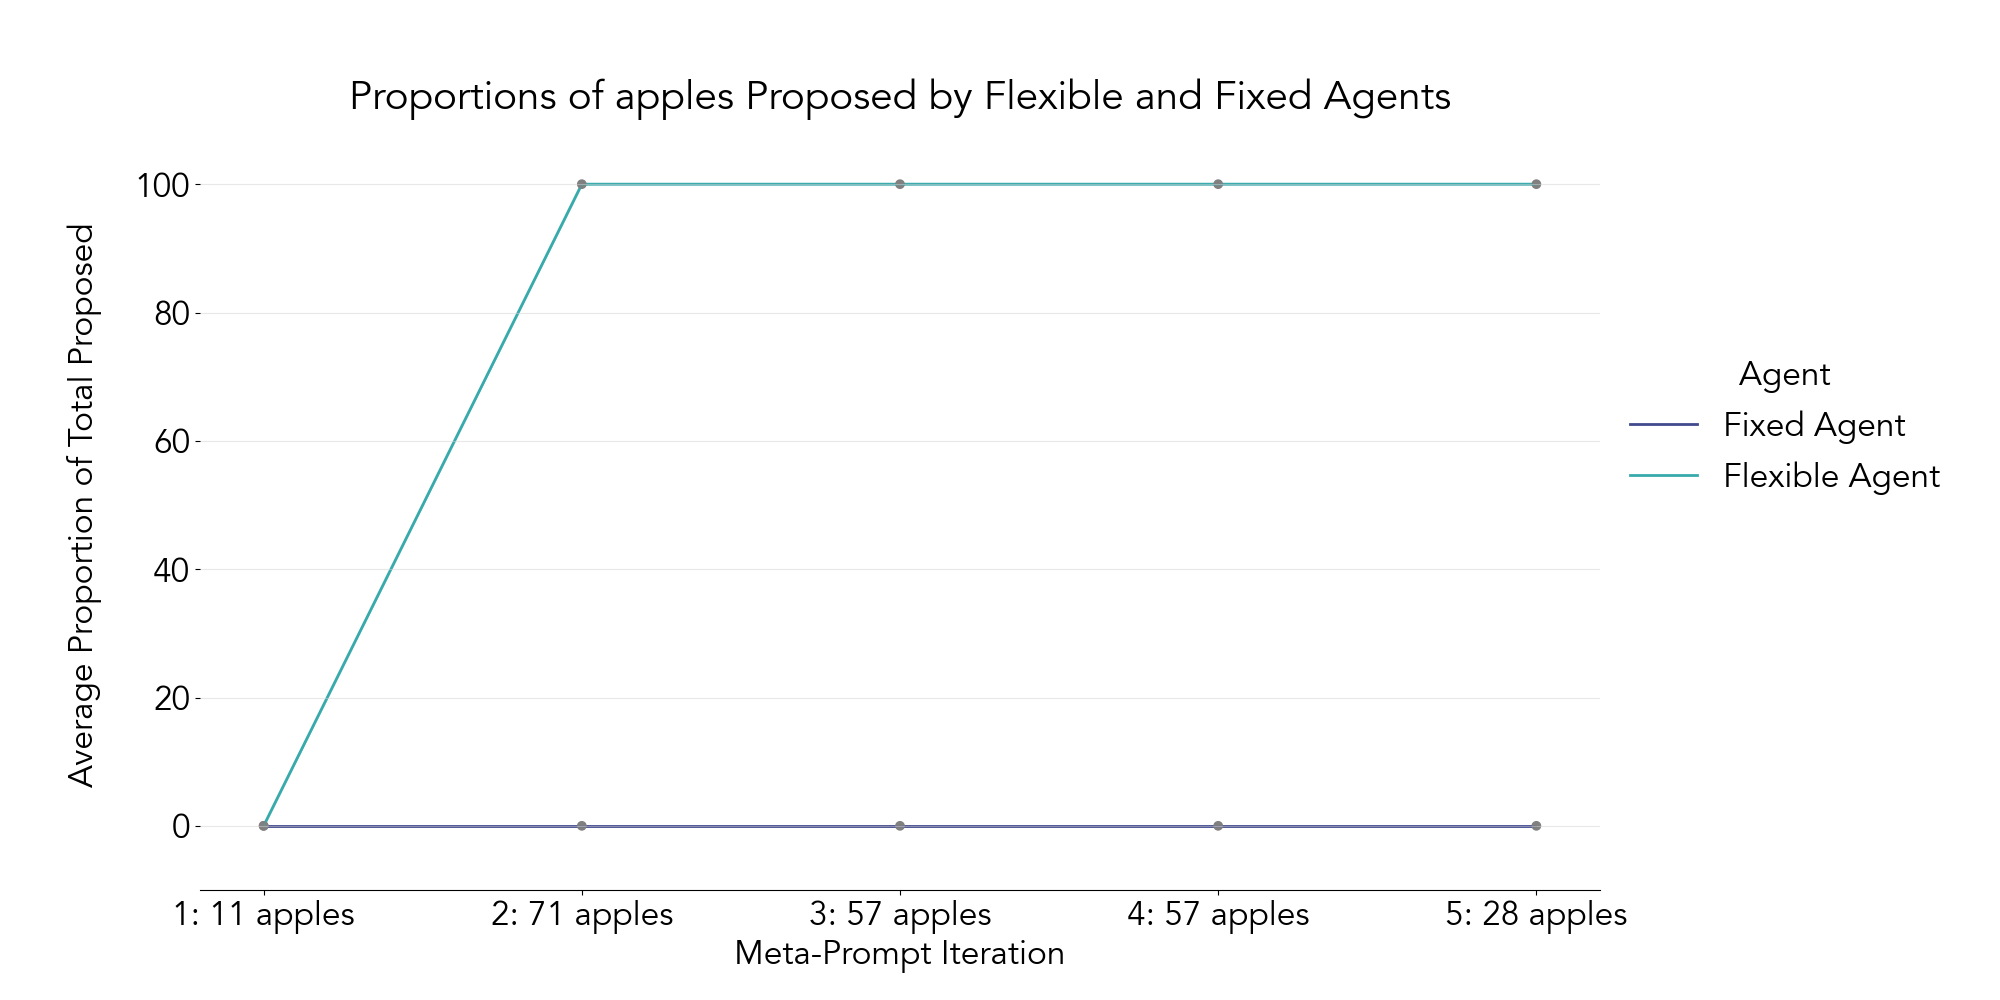 Proportions of apples Proposed by Flexible and Fixed Agents
Average Proportion of Total Proposed
100
80
60
40
20
0
1: 11 apples
2: 71 apples
3: 57 apples
4: 57 apples
5: 28 apples
Meta-Prompt Iteration
Agent
Fixed Agent
Flexible Agent